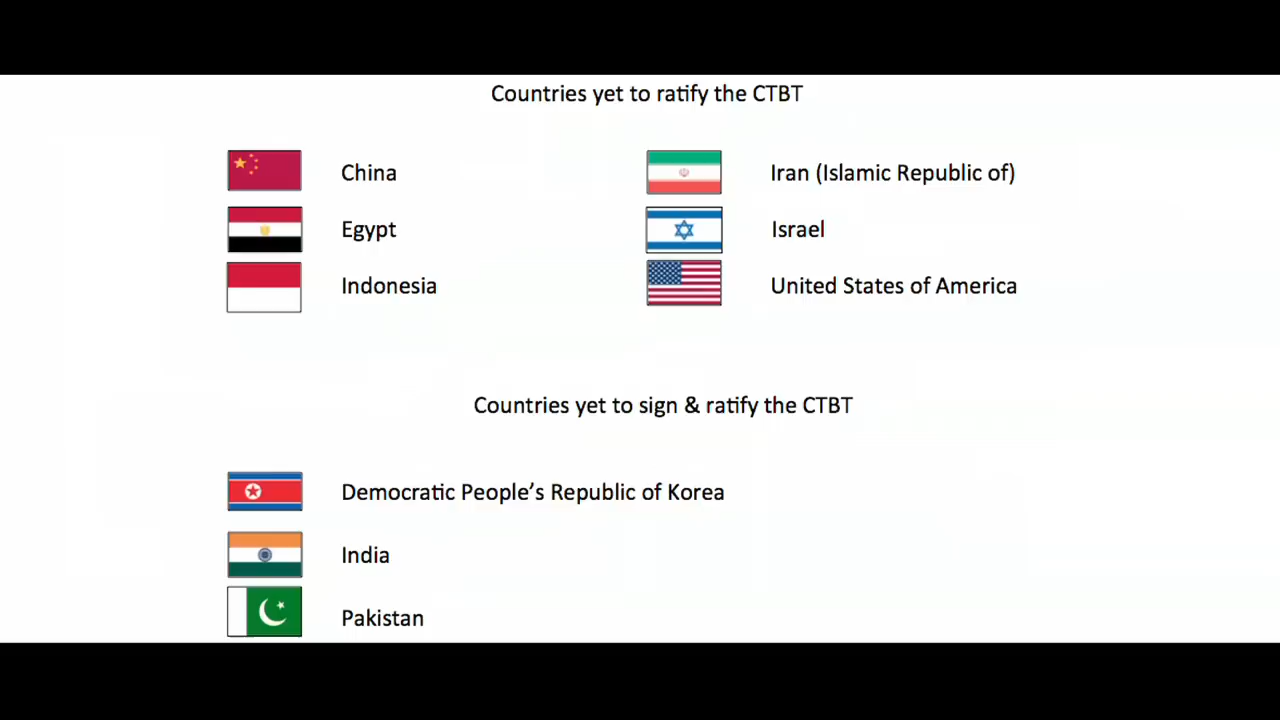 Countries yet to ratify the CTBT
China
Iran (Islamic Republic of)
Egypt
Israel
Indonesia
United States of America
Countries yet to sign & ratify the CTBT
Democratic People’s Republic of Korea
India
Pakistan